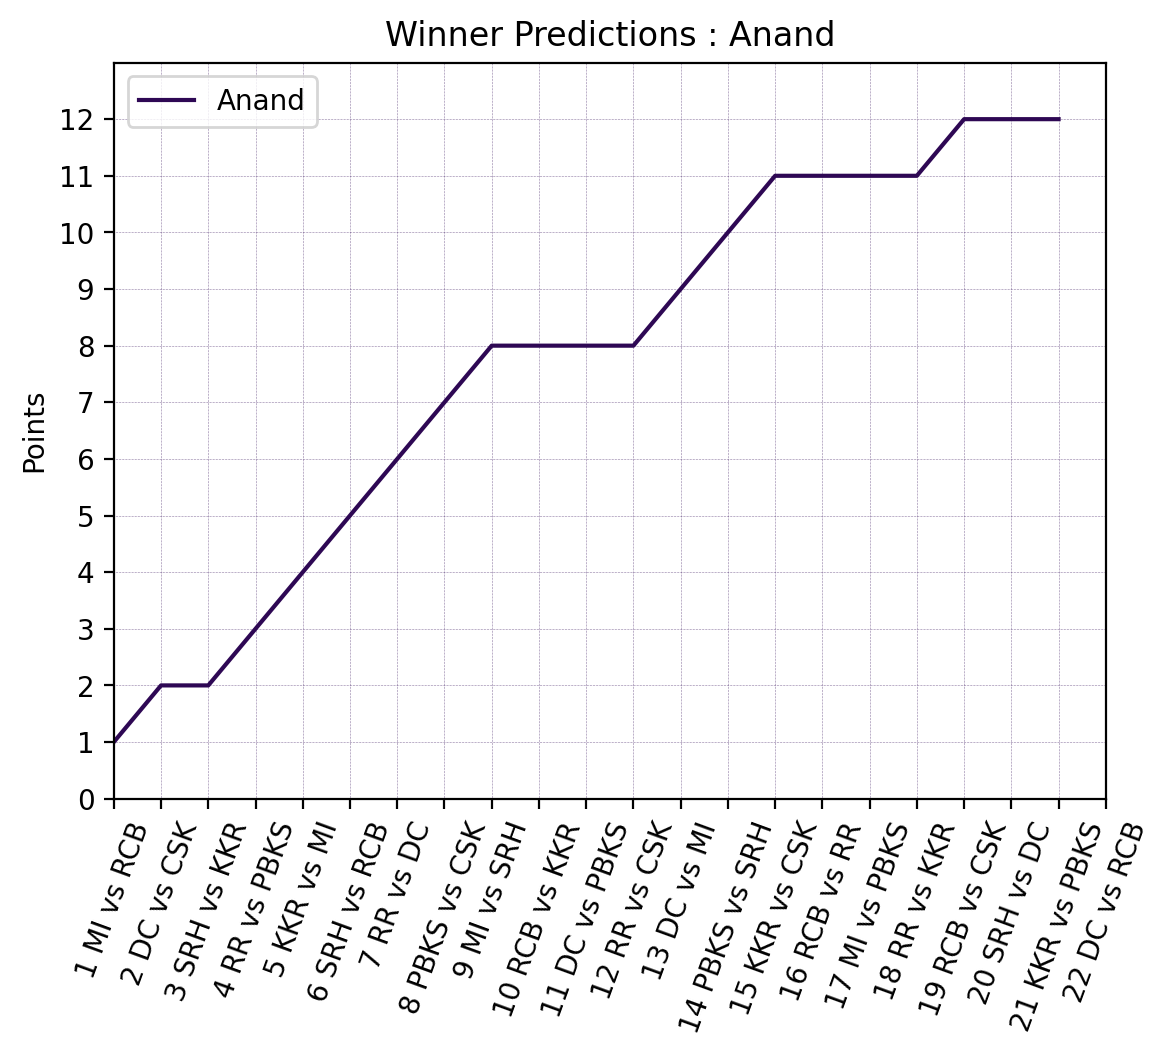 Winner Predictions : Anand
Anand
12
11
10
9
8
7
6
5
4
3
2
1
0
Points
1 MI vs RCB
2 DC vs CSK
3 SRH vs KKR
4 RR vs PBKS
5 KKR vs MI
6 SRH vs RCB
7 RR vs DC
8 PBKS vs CSK
9 MI vs SRH
10 RCB vs KKR
11 DC vs PBKS
12 RR vs CSK
13 DC vs MI
14 PBKS vs SRH
15 KKR vs CSK
16 RCB vs RR
17 MI vs PBKS
18 RR vs KKR
19 RCB vs CSK
20 SRH vs DC
21 KKR vs PBKS
22 DC vs RCB